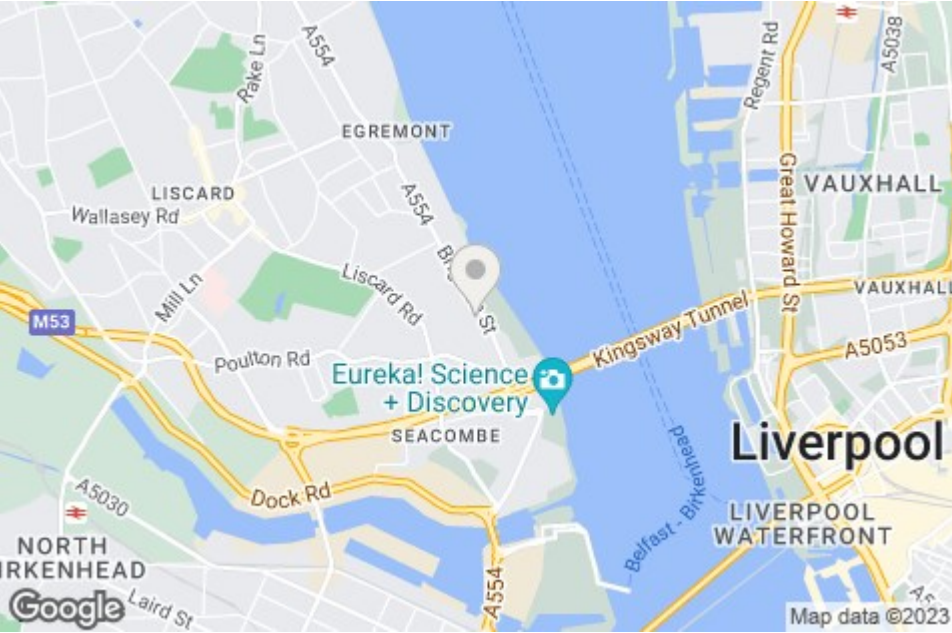 A554
Rake Ln
Regent Rd
A5038
EGREMONT
LISCARD
Wallasey Rd
A554
Great Howard St
VAUXHALL
Mill Ln
Liscard Rd
St
Kingsway Tunnel
VAUXHALL
M53
Poulton Rd
A5053
Eureka! Science
+ Discovery
SEACOMBE
Liverpool
Dock Rd
A5030
Belfast - Birkenhead
LIVERPOOL
WATERFRONT
NORTH
IRKENHEAD
Laird St
A554
Google
Map data ©2023